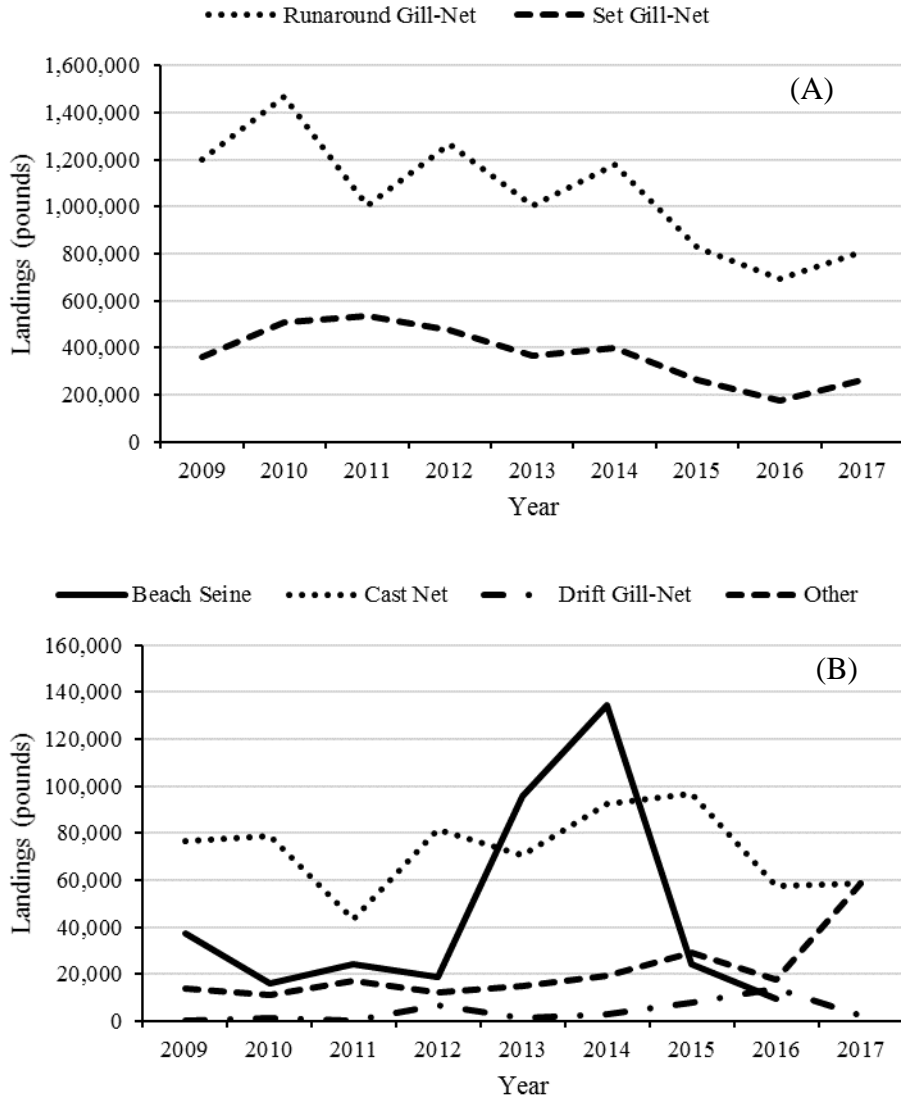 Runaround Gill-Net Set Gill-Net
(A)
1,600,000
1,400,000
1,200,000
1,000,000
800,000
600,000
400,000
200,000
0
Landings (pounds)
2009 2010 2011 2012 2013 2014 2015 2016 2017
Year
Beach Seine Cast Net Drift Gill-Net Other
(B)
160,000
140,000
120,000
100,000
80,000
60,000
40,000
20,000
0
Landings (pounds)
2009 2010 2011 2012 2013 2014 2015 2016 2017
Year